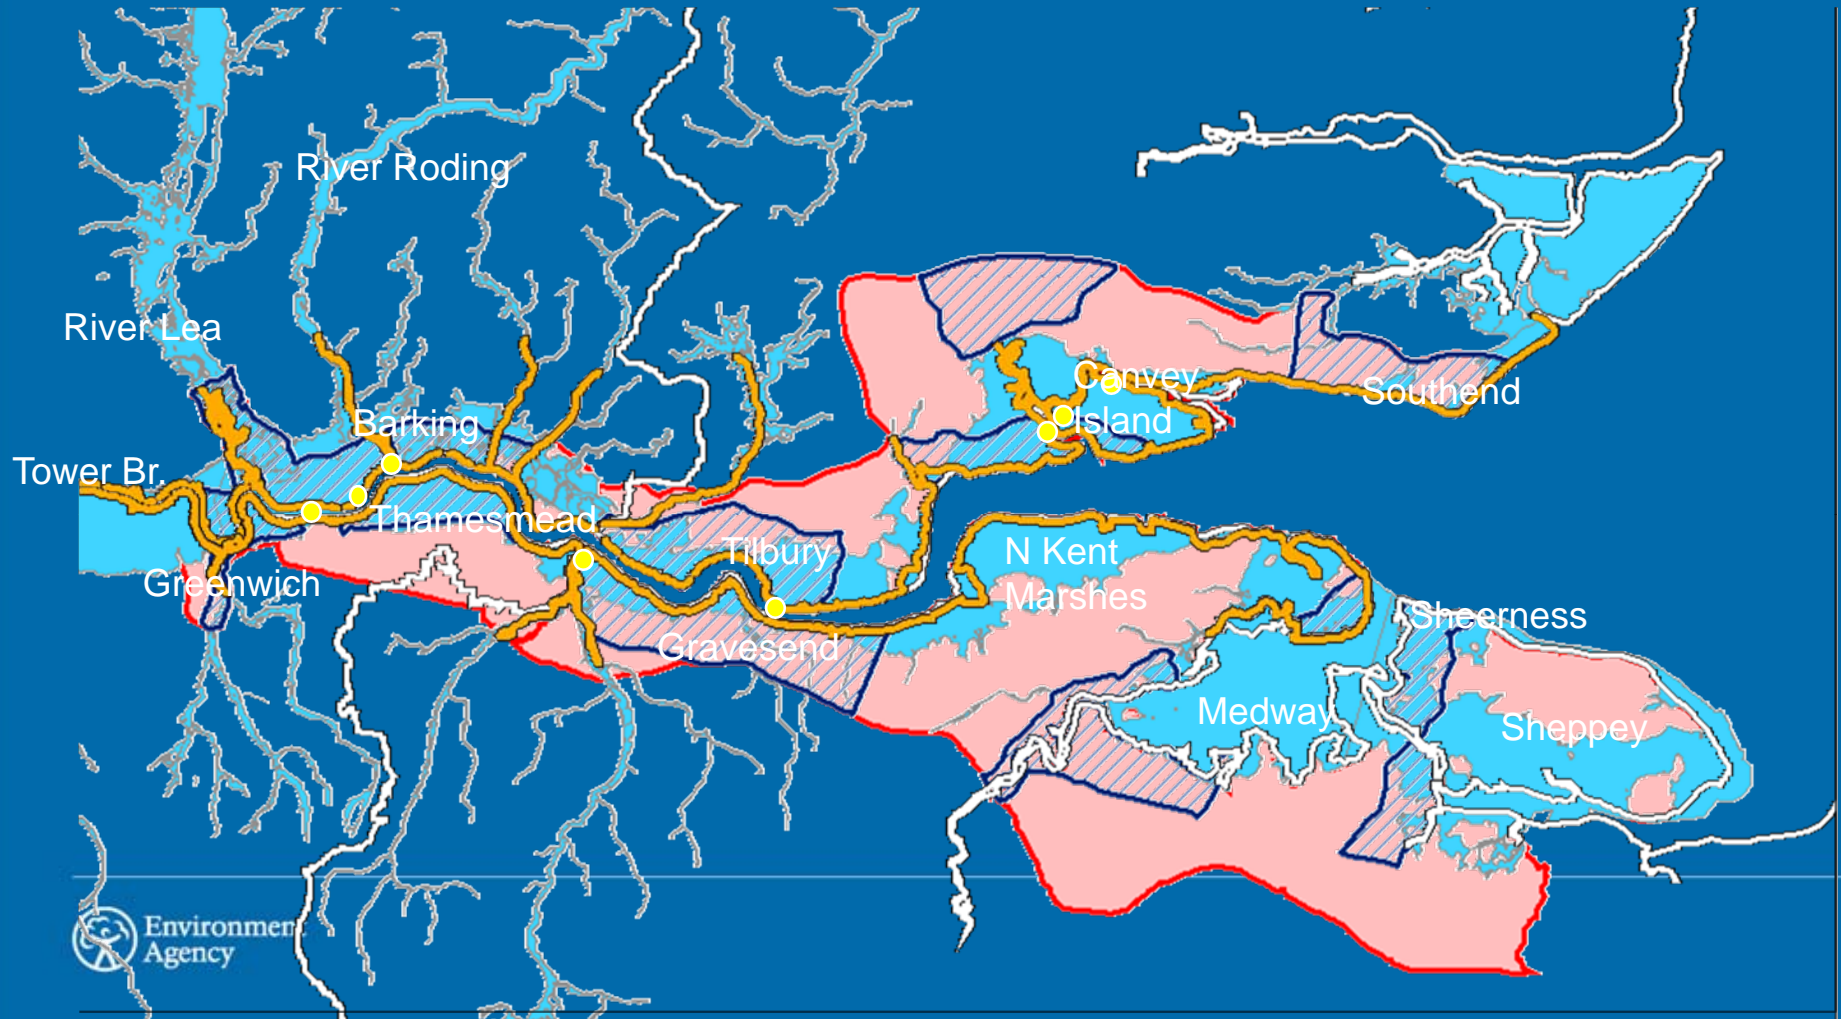 River Roding
River Lea
Canvey
Island
Southend
Barking
Tower Br.
Thamesmead
Tilbury
N Kent
Marshes
Greenwich
Sheerness
Gravesend
Medway
Sheppey
Environment
Agency